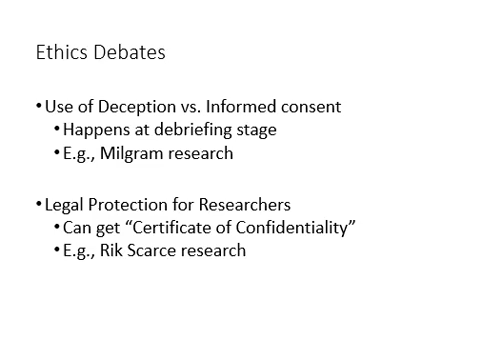 Ethics Debates
• Use of Deception vs. Informed consent
• Happens at debriefing stage
• E.g., Milgram research
• Legal Protection for Researchers
• Can get “Certificate of Confidentiality”
• E.g., Rik Scarce research